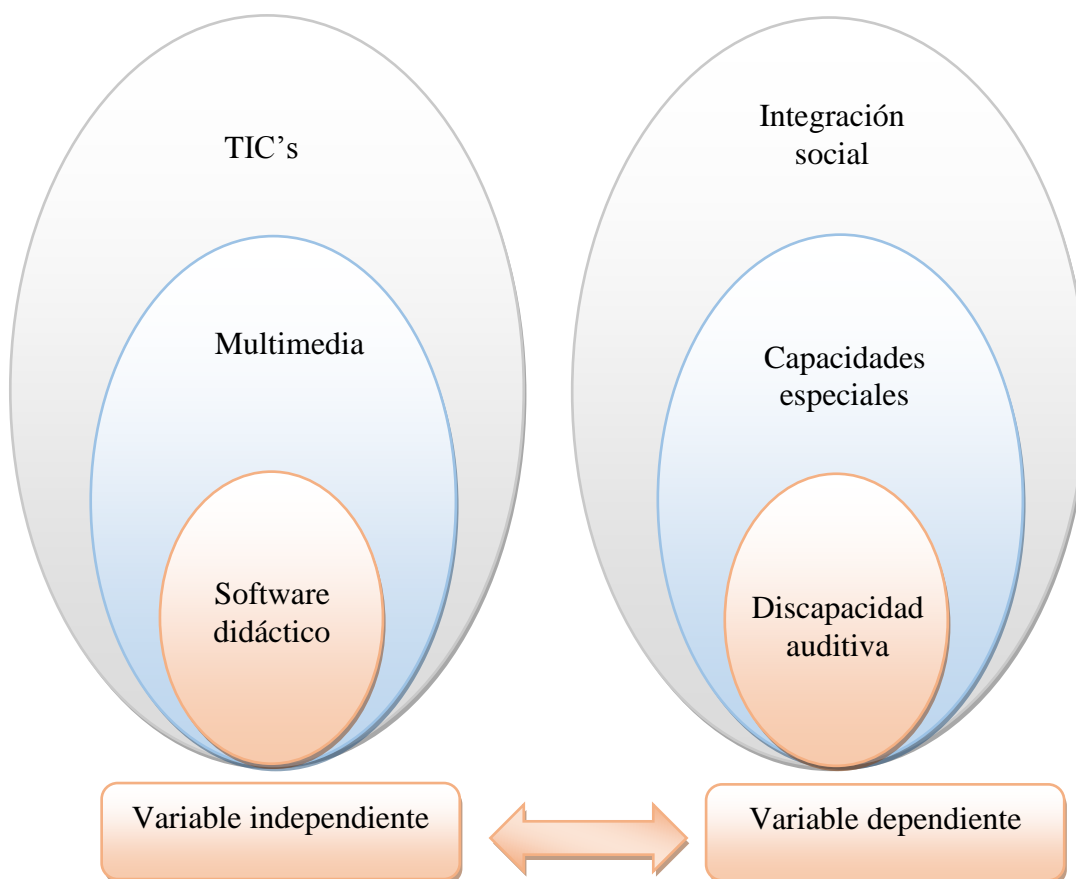 TIC’s
Multimedia
Software
didáctico
Variable independiente
Integración
social
Capacidades
especiales
Discapacidad
auditiva
Variable dependiente